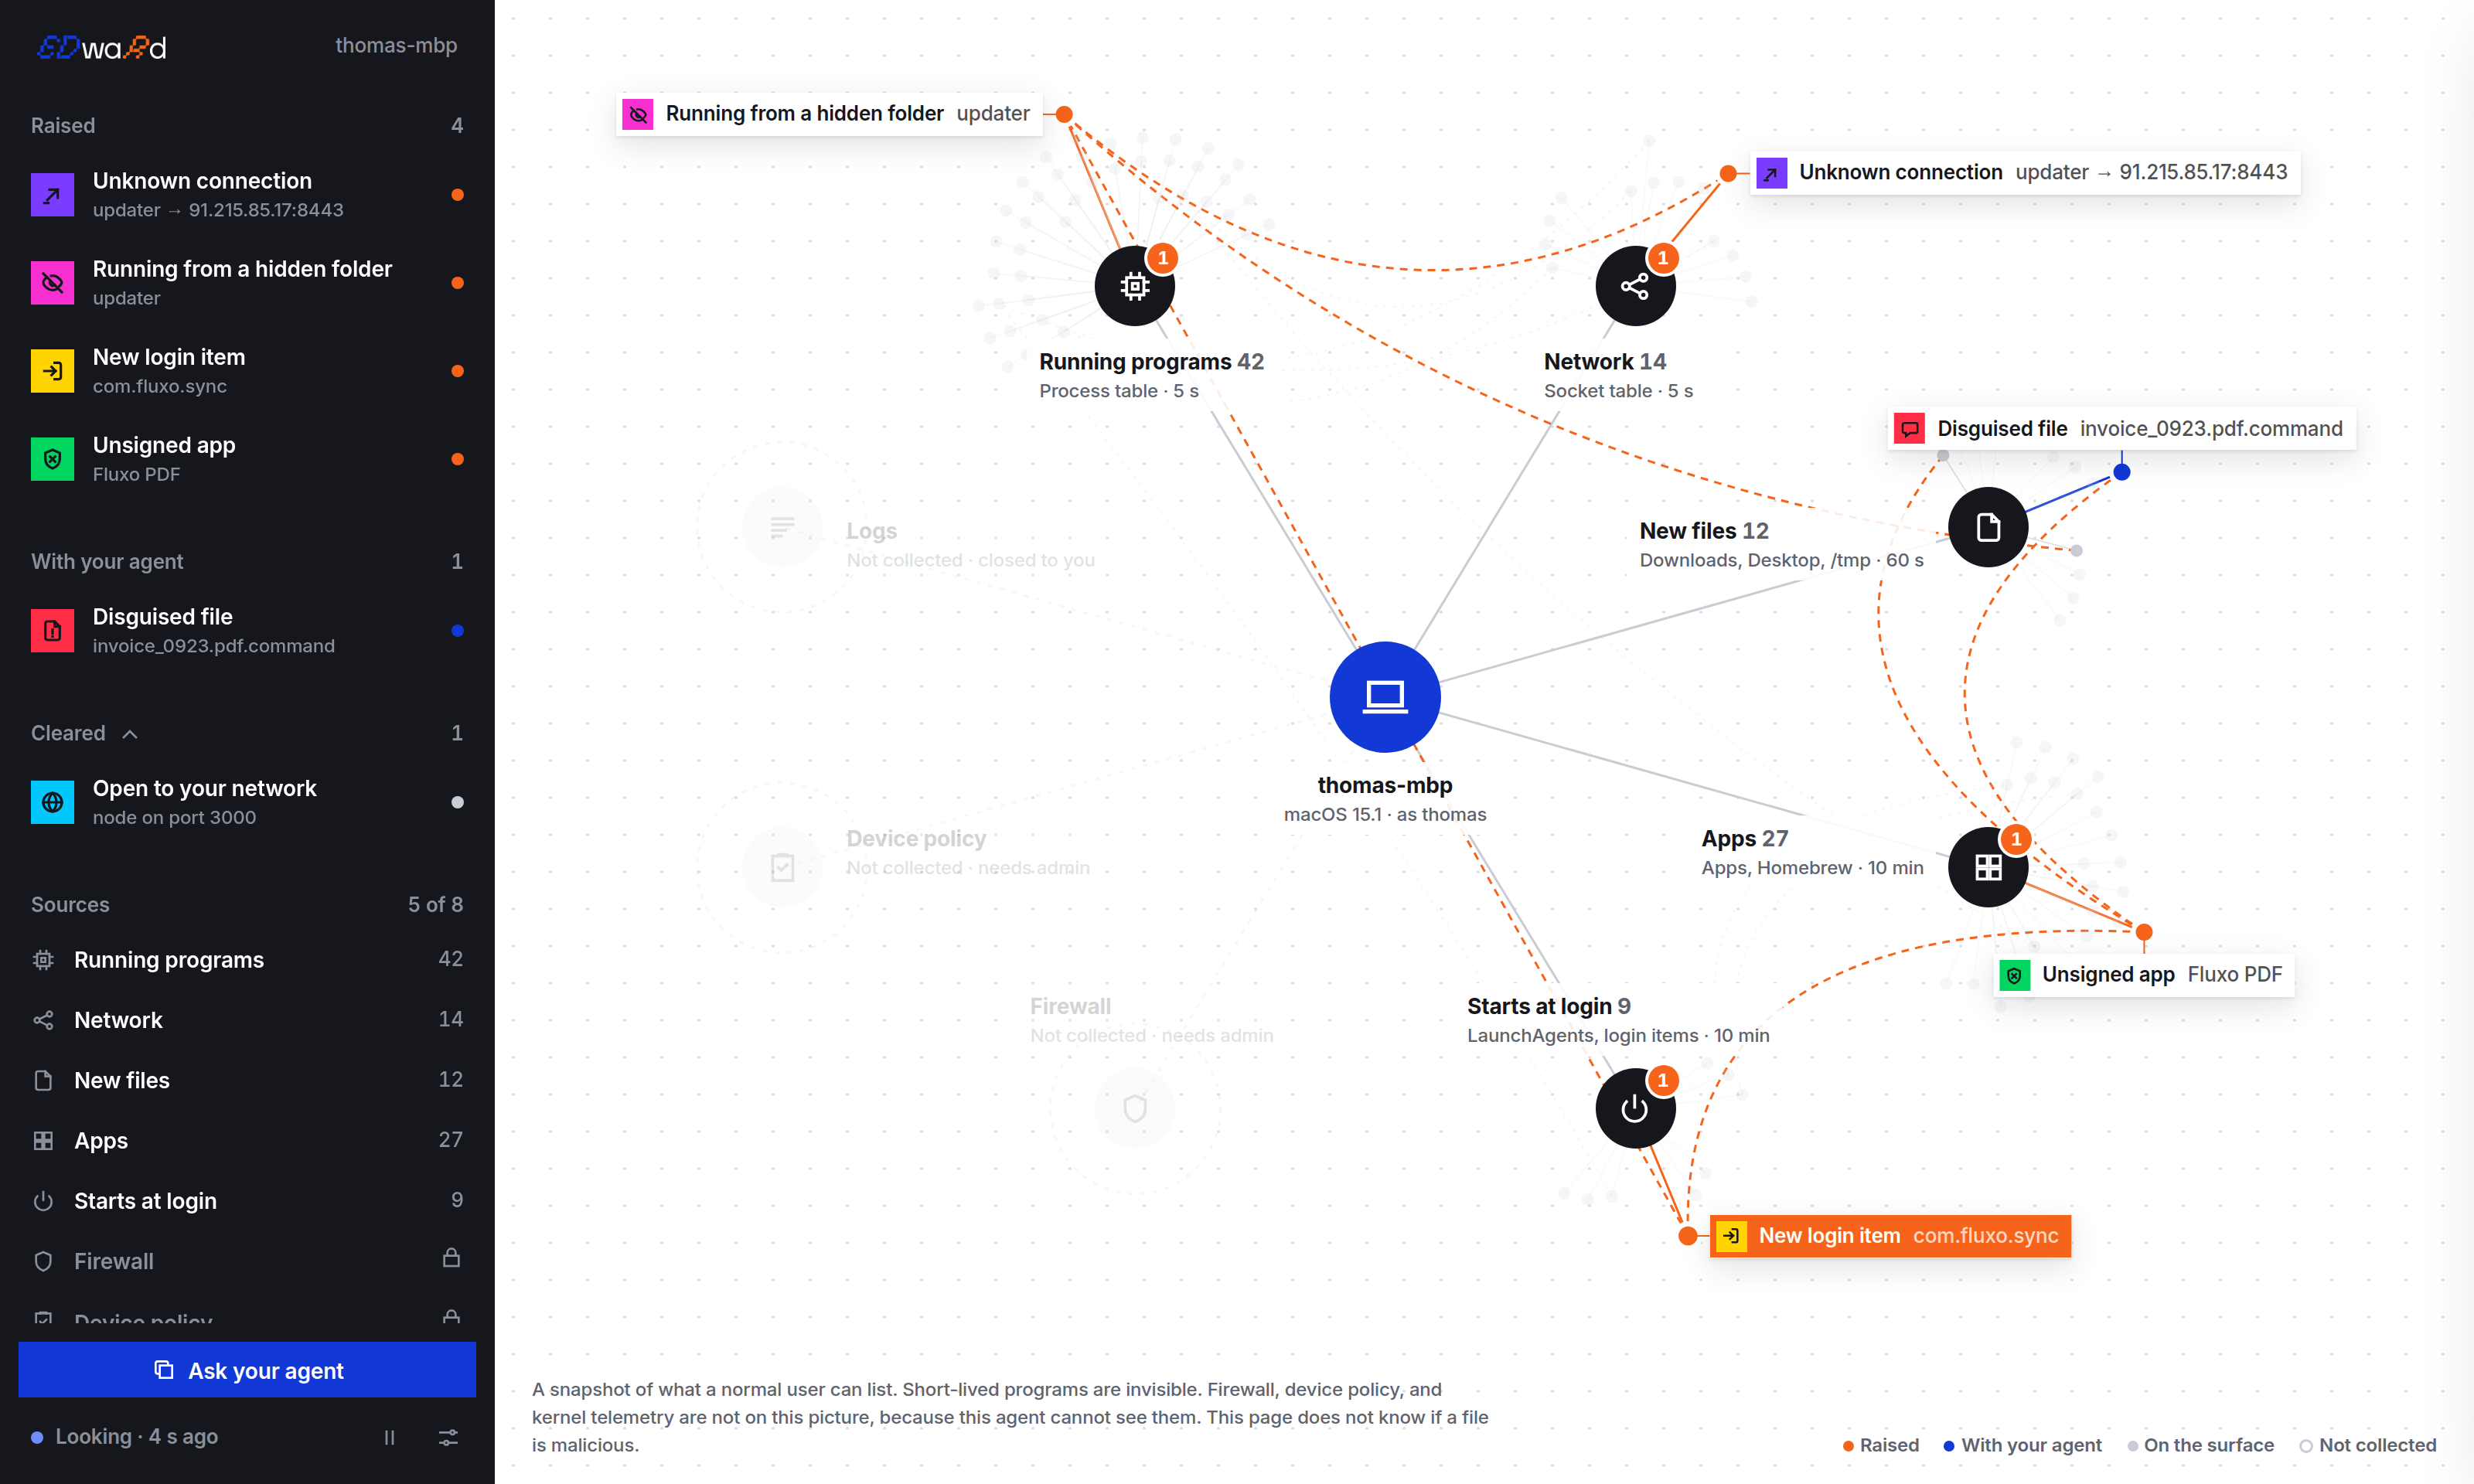 EDwaRd
thomas-mbp
Raised 4
Unknown connection
updater → 91.215.85.17:8443
Running from a hidden folder
updater
New login item
com.fluxo.sync
Unsigned app
Fluxo PDF
With your agent 1
Disguised file
invoice_0923.pdf.command
Cleared 1
Open to your network
node on port 3000
Sources 5 of 8
Running programs 42
Network 14
New files 12
Apps 27
Starts at login 9
Firewall
Device policy
Ask your agent
Looking · 4 s ago
Running from a hidden folder updater
Unknown connection updater → 91.215.85.17:8443
1
1
Running programs 42
Process table · 5 s
Network 14
Socket table · 5 s
Disguised file invoice_0923.pdf.command
Logs
Not collected · closed to you
New files 12
Downloads, Desktop, /tmp · 60 s
thomas-mbp
macOS 15.1 · as thomas
Device policy
Not collected · needs admin
Apps 27
Apps, Homebrew · 10 min
1
Unsigned app Fluxo PDF
Firewall
Not collected · needs admin
Starts at login 9
LaunchAgents, login items · 10 min
1
New login item com.fluxo.sync
A snapshot of what a normal user can list. Short-lived programs are invisible. Firewall, device policy, and
kernel telemetry are not on this picture, because this agent cannot see them. This page does not know if a file
is malicious.
Raised With your agent On the surface Not collected